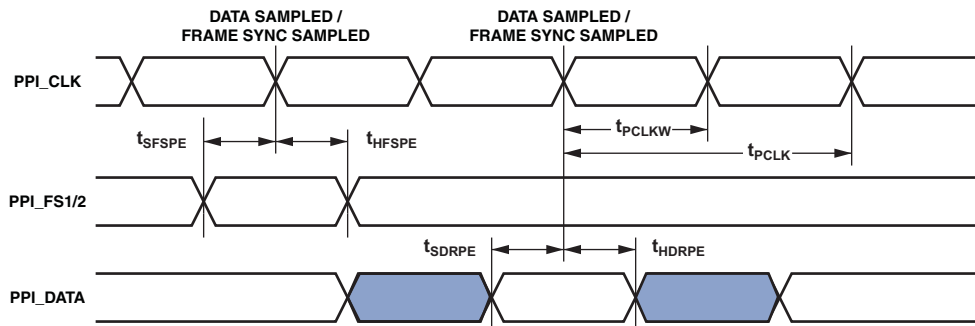 DATA SAMPLED /
FRAME SYNC SAMPLED
DATA SAMPLED /
FRAME SYNC SAMPLED
PPI_CLK
tPCLKW
tSFSPE
tHFSPE
tPCLK
PPI_FS1/2
tSDRPE
tHDRPE
PPI_DATA